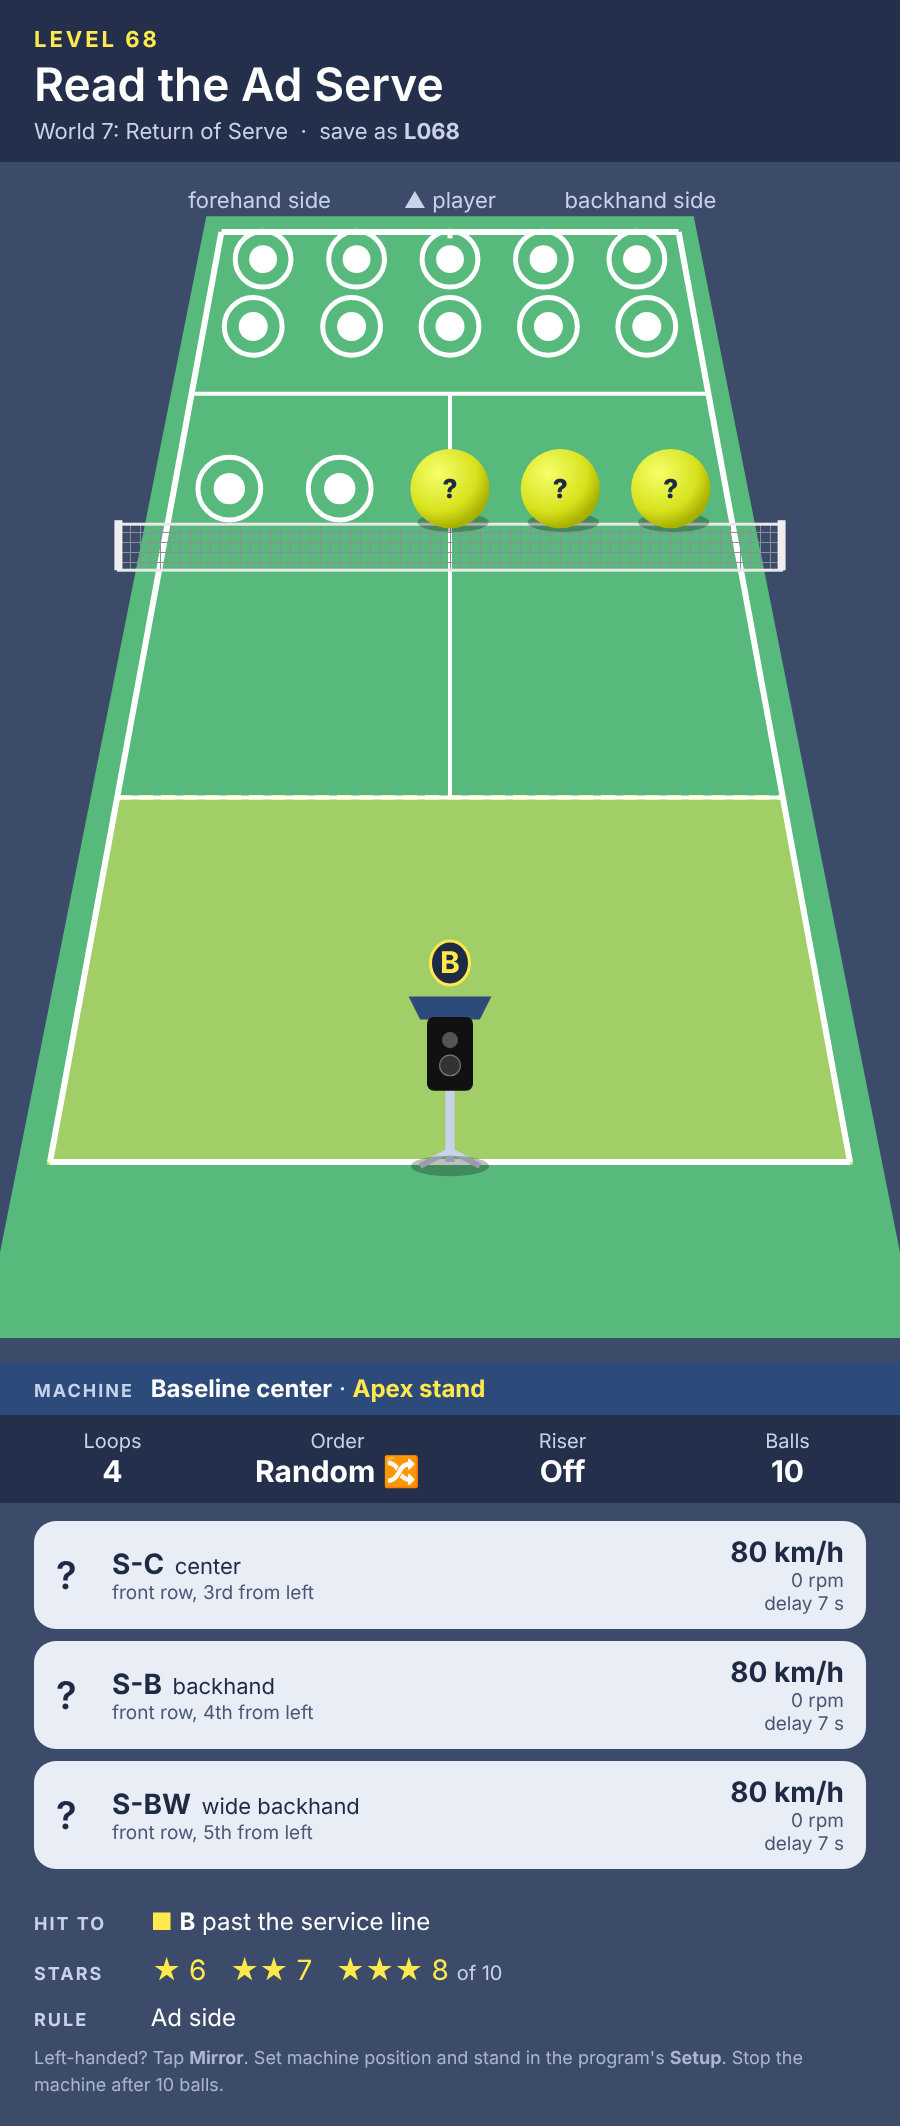 LEVEL 68
Read the Ad Serve
World 7: Return of Serve · save as L068
forehand side ▲ player backhand side
? ? ?
B
MACHINE Baseline center · Apex stand
Loops Order Riser Balls
4 Random 🔀 Off 10
? S-C center 80 km/h
front row, 3rd from left 0 rpm
delay 7 s
? S-B backhand 80 km/h
front row, 4th from left 0 rpm
delay 7 s
? S-BW wide backhand 80 km/h
front row, 5th from left 0 rpm
delay 7 s
HIT TO ■ B past the service line
STARS ★ 6 ★★ 7 ★★★ 8 of 10
RULE Ad side
Left-handed? Tap Mirror. Set machine position and stand in the program's Setup. Stop the
machine after 10 balls.